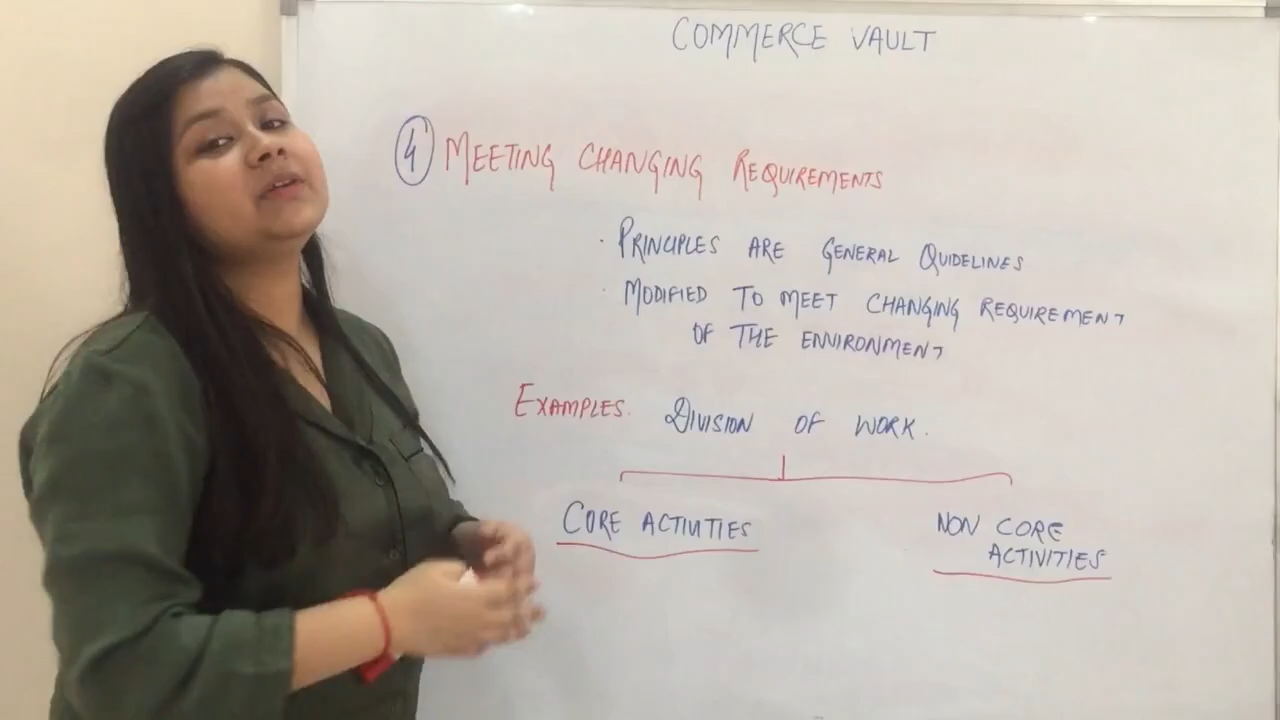 COMMERCE VAULT
4 MEETING CHANGING REQUIREMENTS
· PRINCIPLES ARE GENERAL QUIDELINES
· MODIFIED TO MEET CHANGING REQUIREMENT
OF THE ENVIRONMENT
EXAMPLES. DIVISION OF WORK.
CORE ACTIVITIES
NON CORE
ACTIVITIES